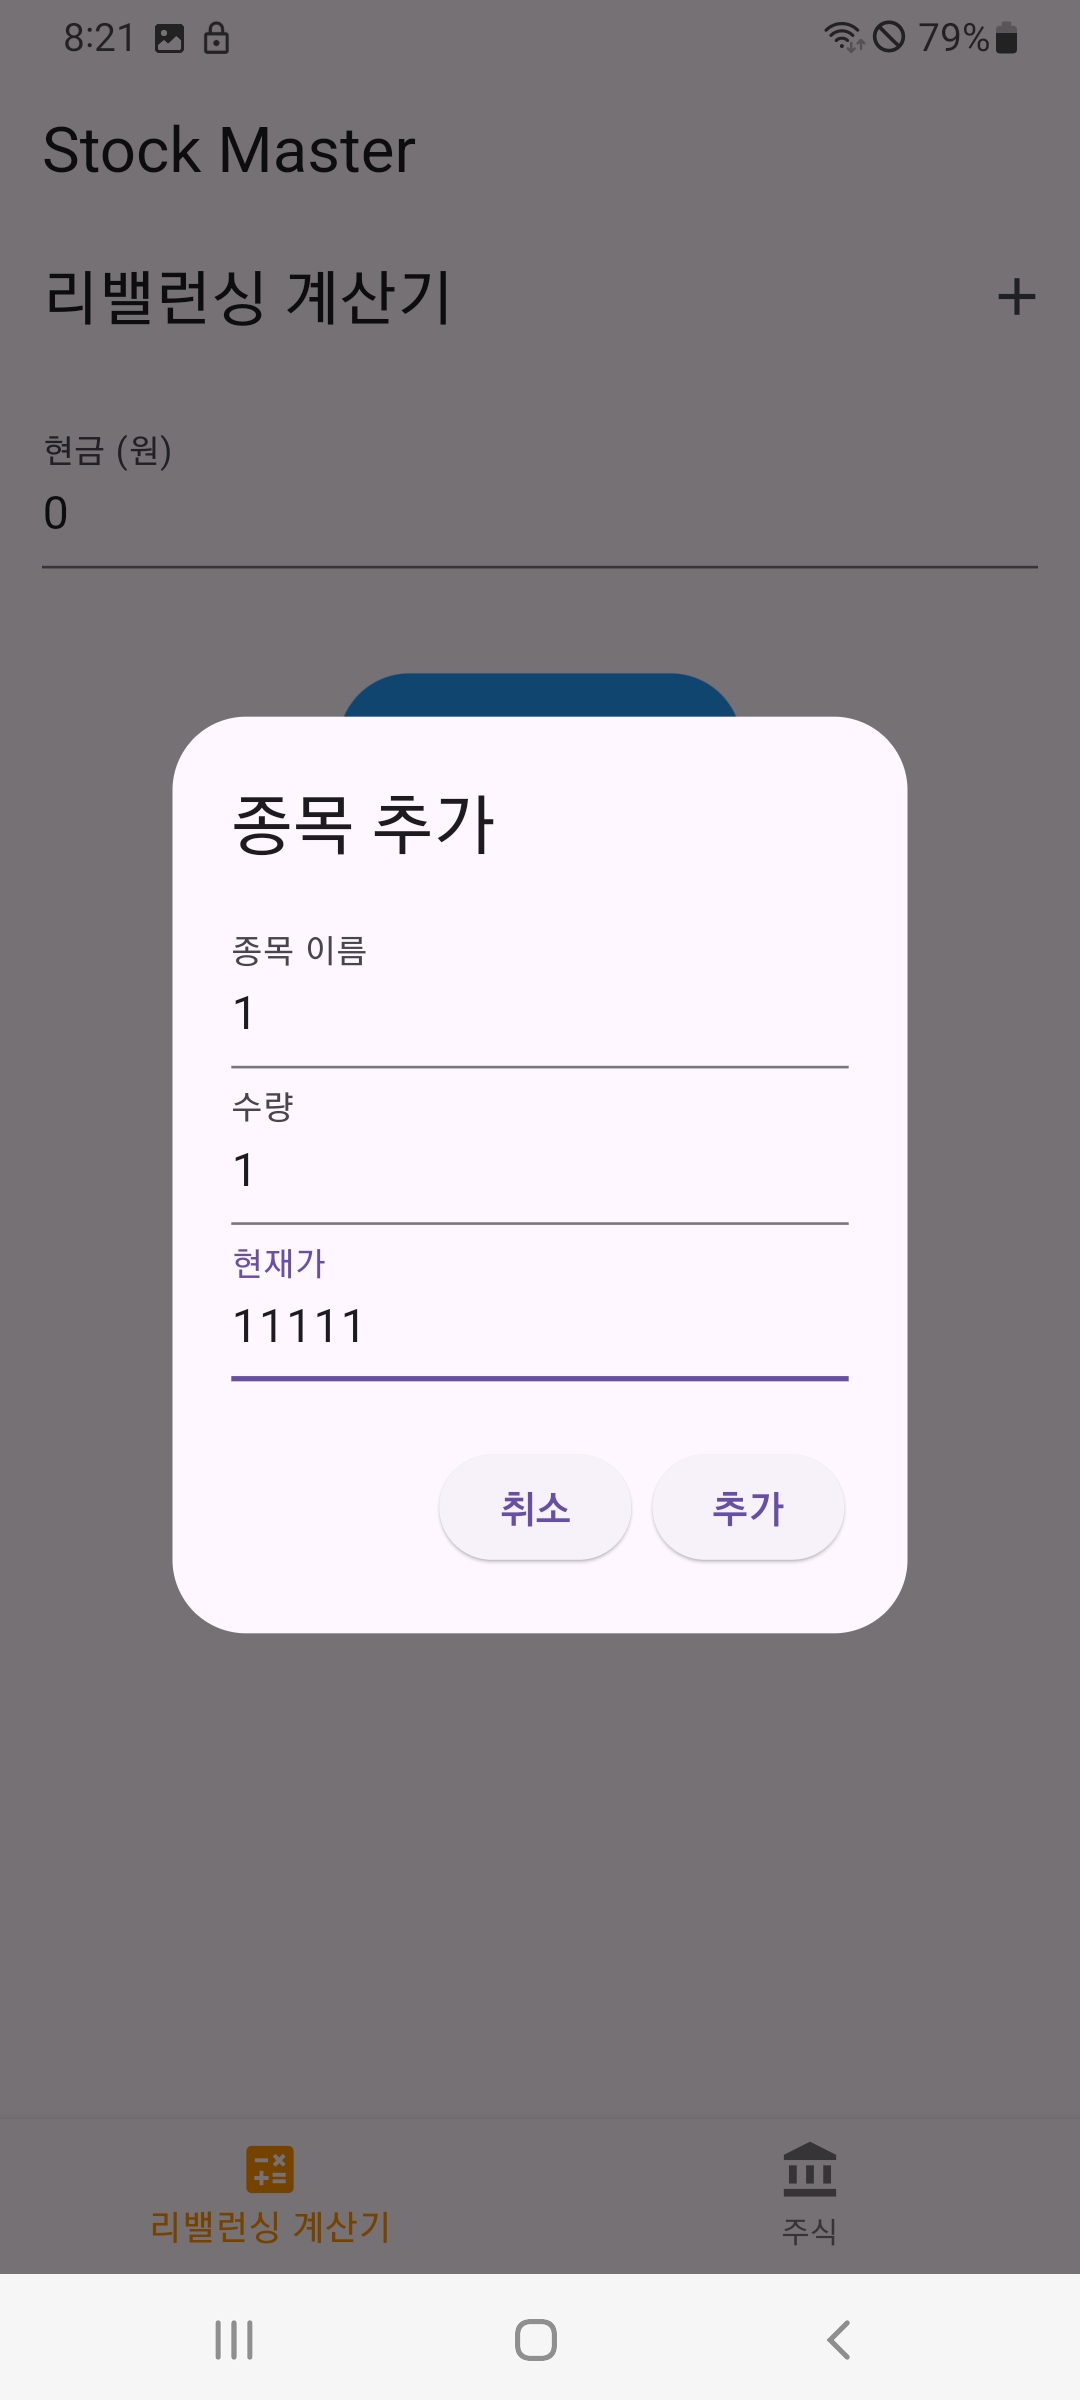 8:21 79%
Stock Master
리밸런싱 계산기
현금 (원)
0
종목 추가
종목 이름
1
수량
1
현재가
11111
취소 추가
리밸런싱 계산기 주식